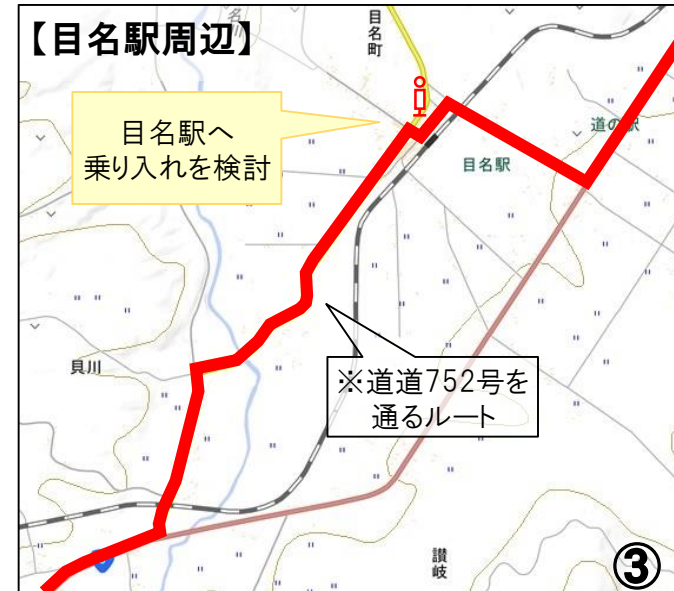 【目名駅周辺】
目名町
名川
目名駅へ
乗り入れを検討
道の駅
目名駅
貝川
※道道752号を
通るルート
讃岐
③